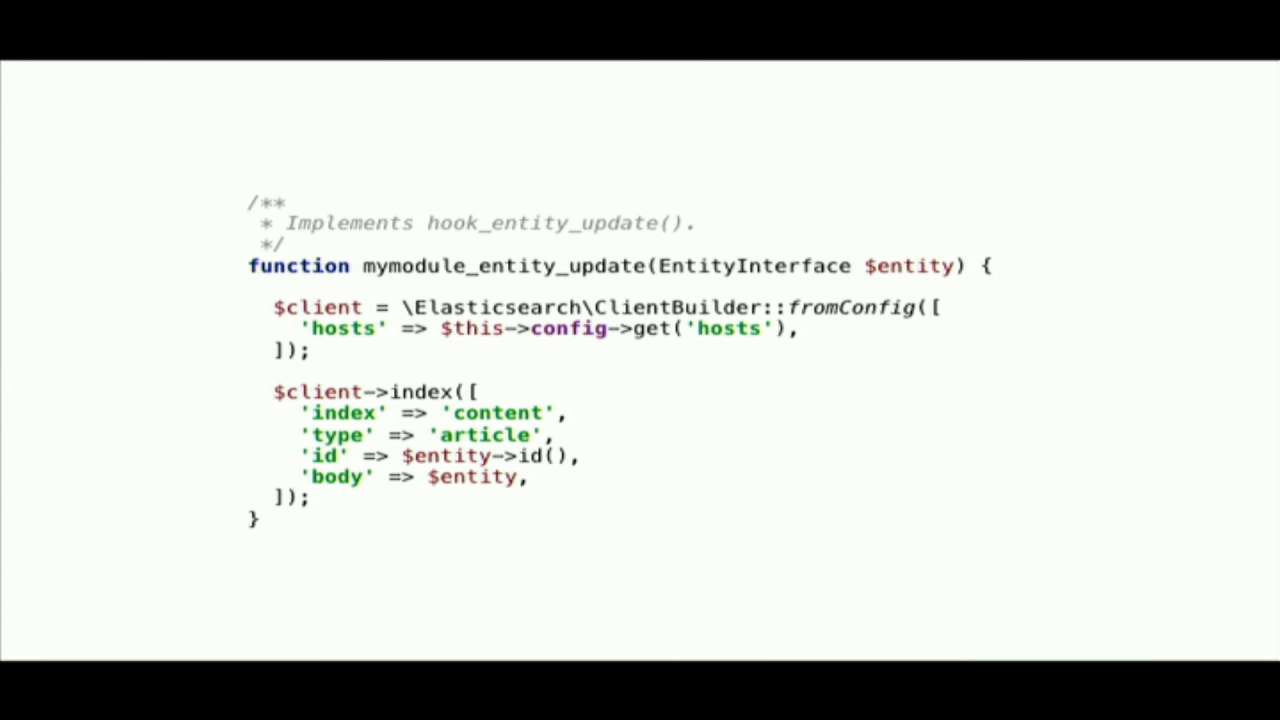 /**
 * Implements hook_entity_update().
 */
function mymodule_entity_update(EntityInterface $entity) {
  $client = \Elasticsearch\ClientBuilder::fromConfig([
    'hosts' => $this->config->get('hosts'),
  ]);
  $client->index([
    'index' => 'content',
    'type' => 'article',
    'id' => $entity->id(),
    'body' => $entity,
  ]);
}